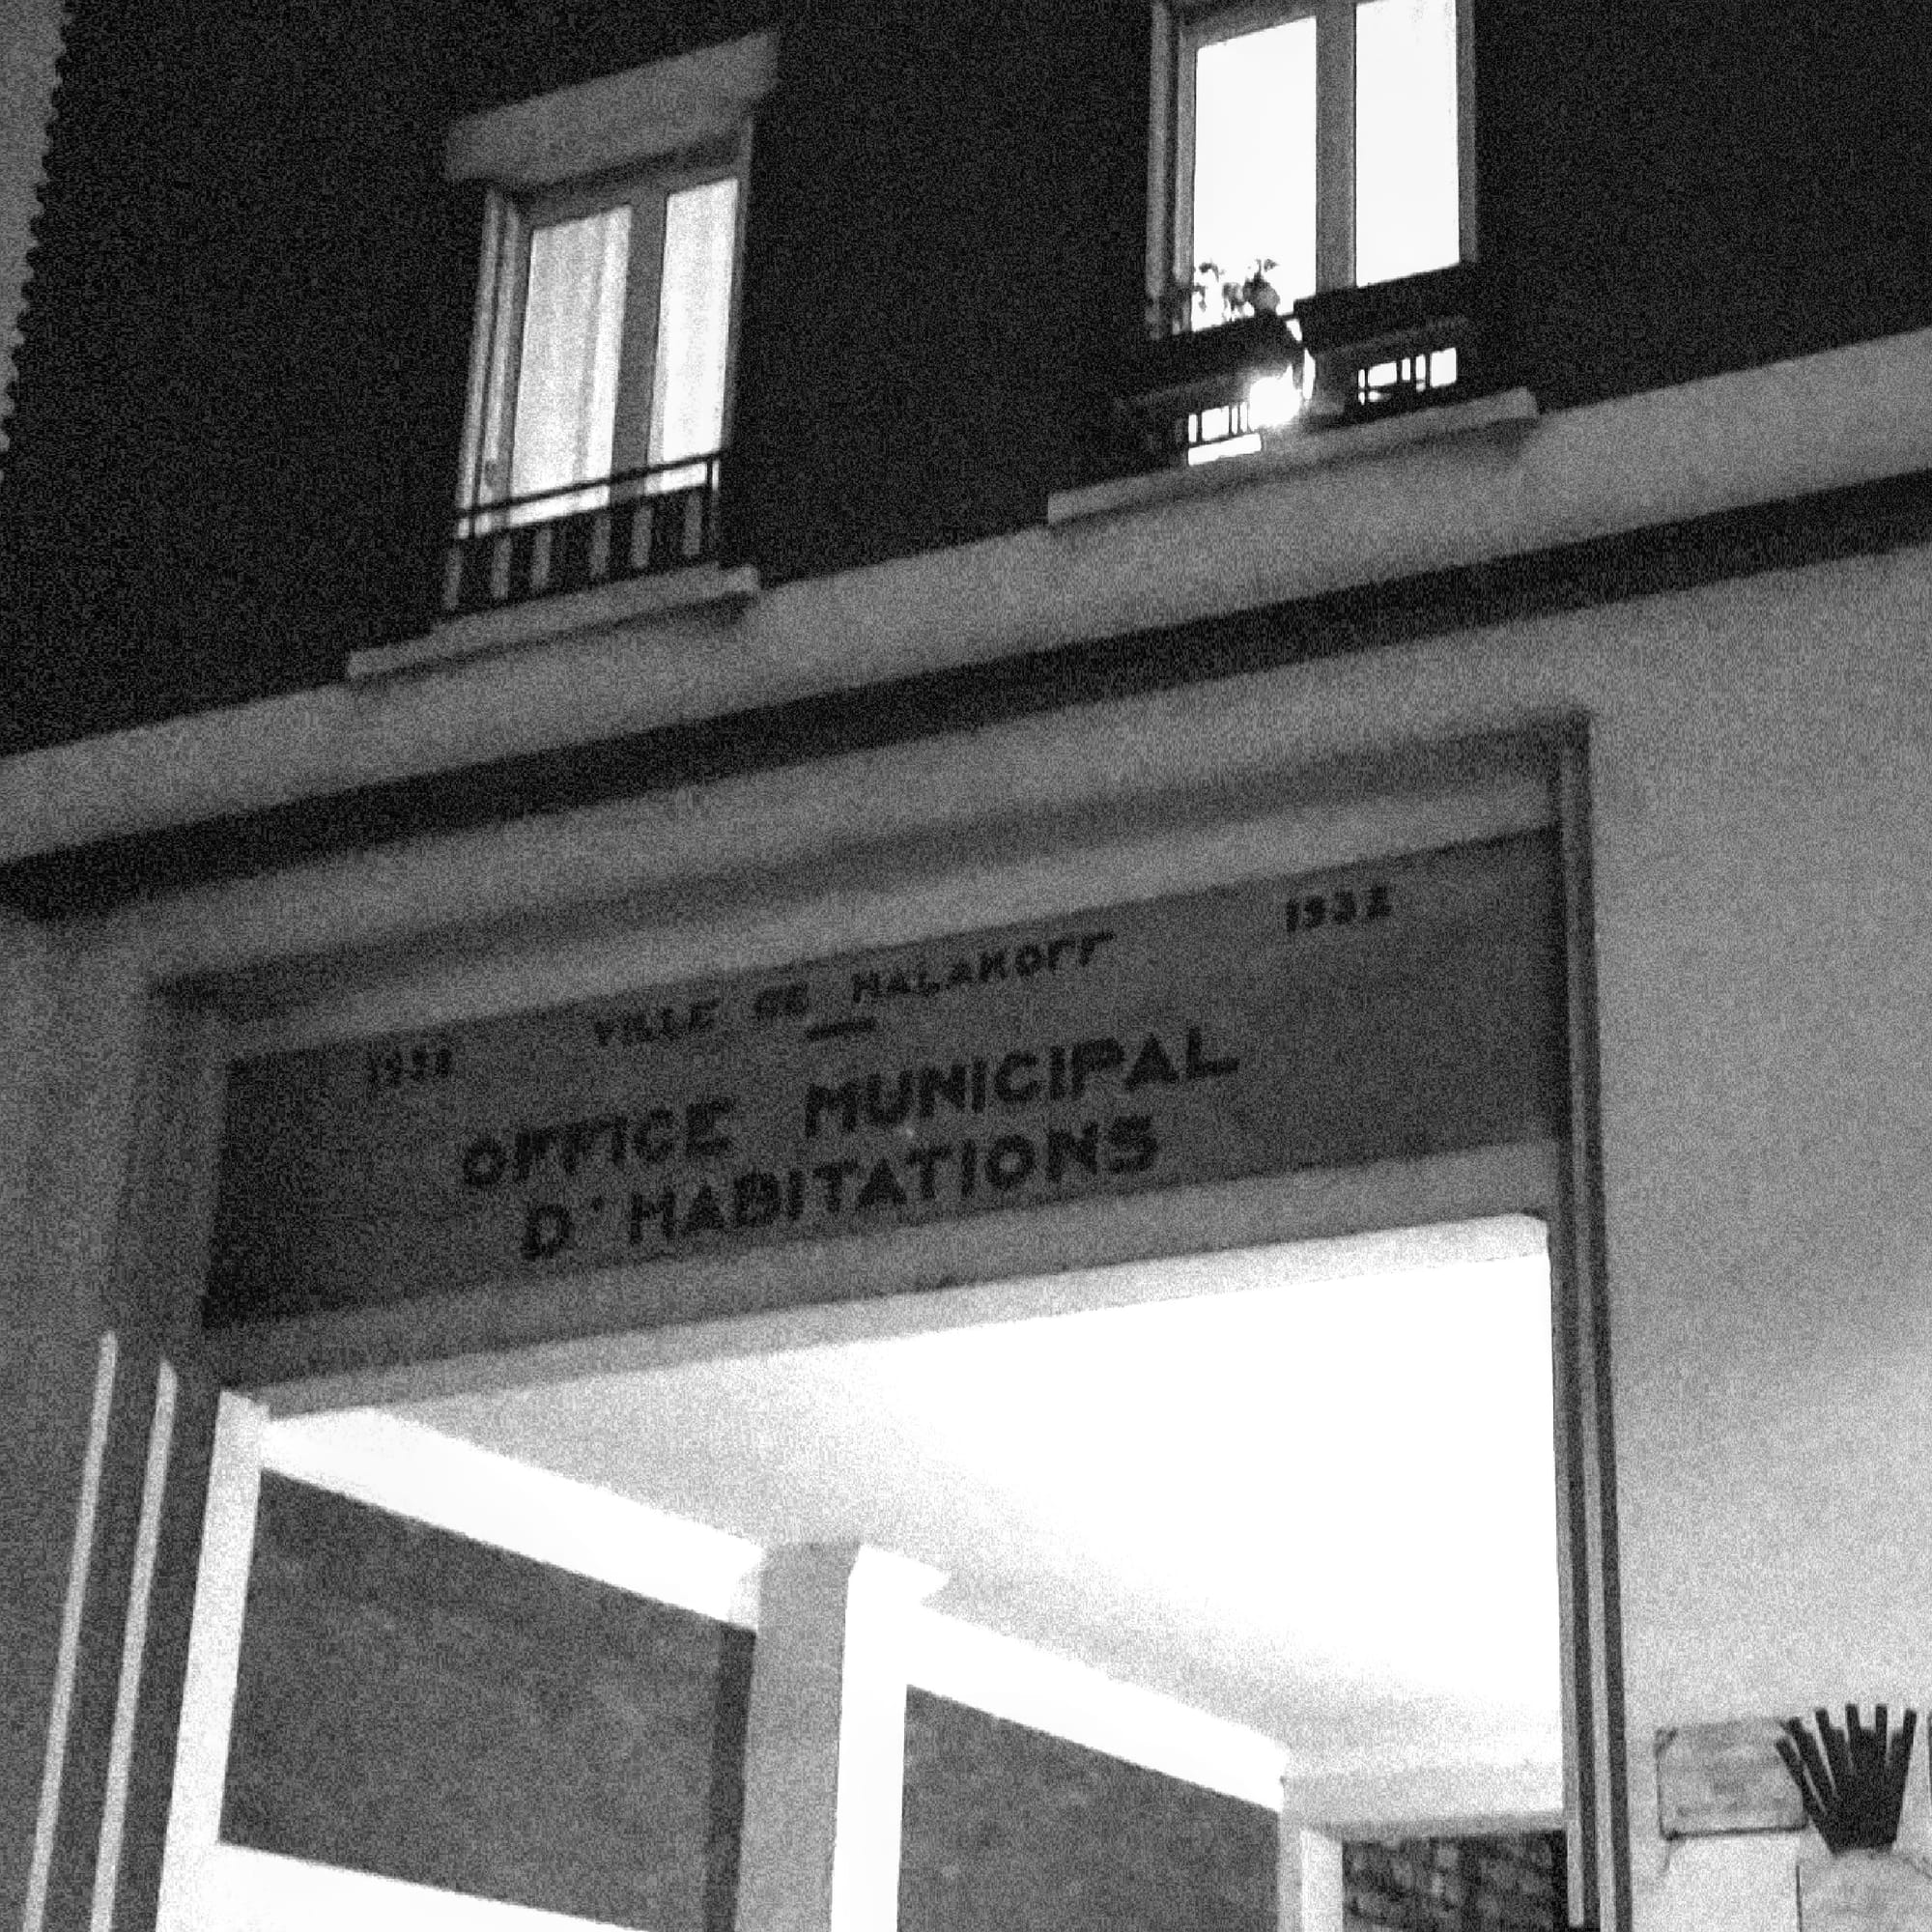 VILLE DE MALAKOFF
1932
OFFICE MUNICIPAL
D'HABITATIONS